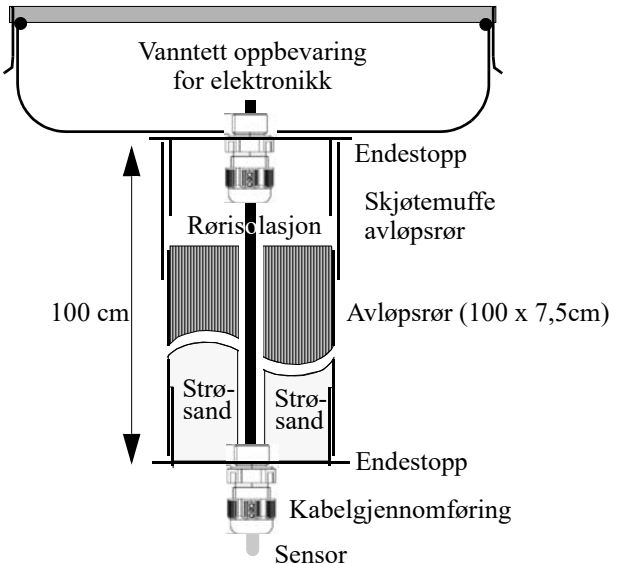 Vanntett oppbevaring
for elektronikk
Endestopp
Skjøtemuffe
avløpsrør
Rørisolasjon
100 cm
Avløpsrør (100 x 7,5cm)
Strø-
sand
Strø-
sand
Endestopp
Kabelgjennomføring
Sensor